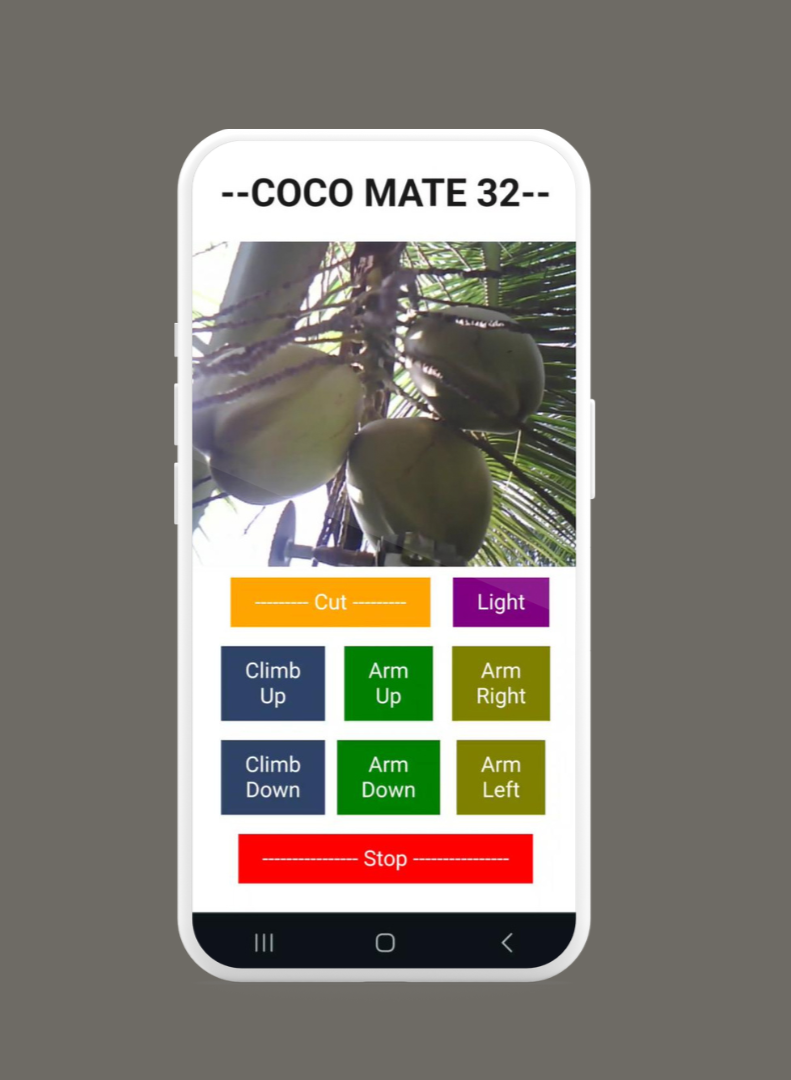 --COCO MATE 32--
--------- Cut ---------
Light
Climb
Up
Arm
Up
Arm
Right
Climb
Down
Arm
Down
Arm
Left
---------------- Stop ----------------